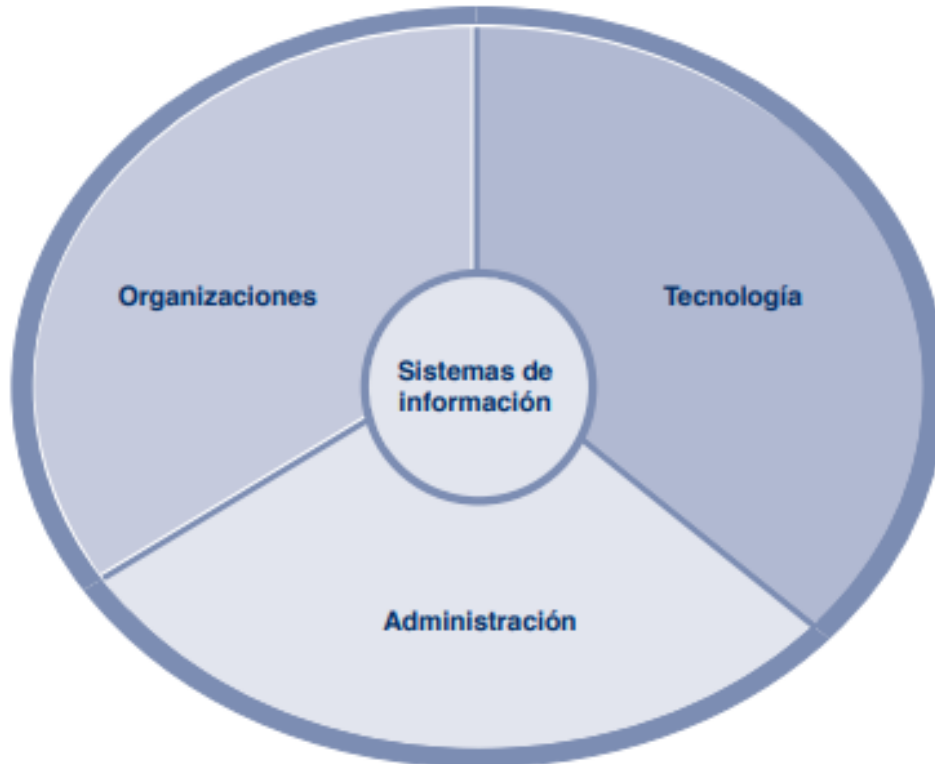 Organizaciones
Tecnología
Sistemas de
información
Administración